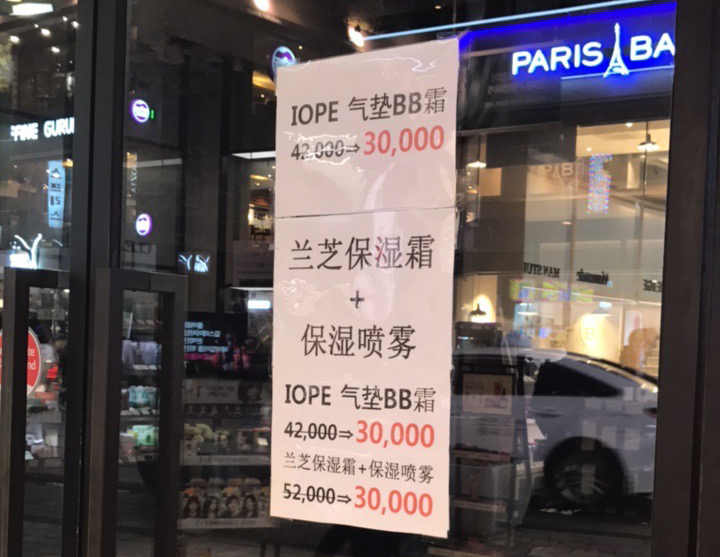 IOPE 气垫BB霜
42,000⇒30,000
兰芝保湿霜
+
保湿喷雾
IOPE 气垫BB霜
42,000⇒30,000
兰芝保湿霜+保湿喷雾
52,000⇒30,000
PARIS BA